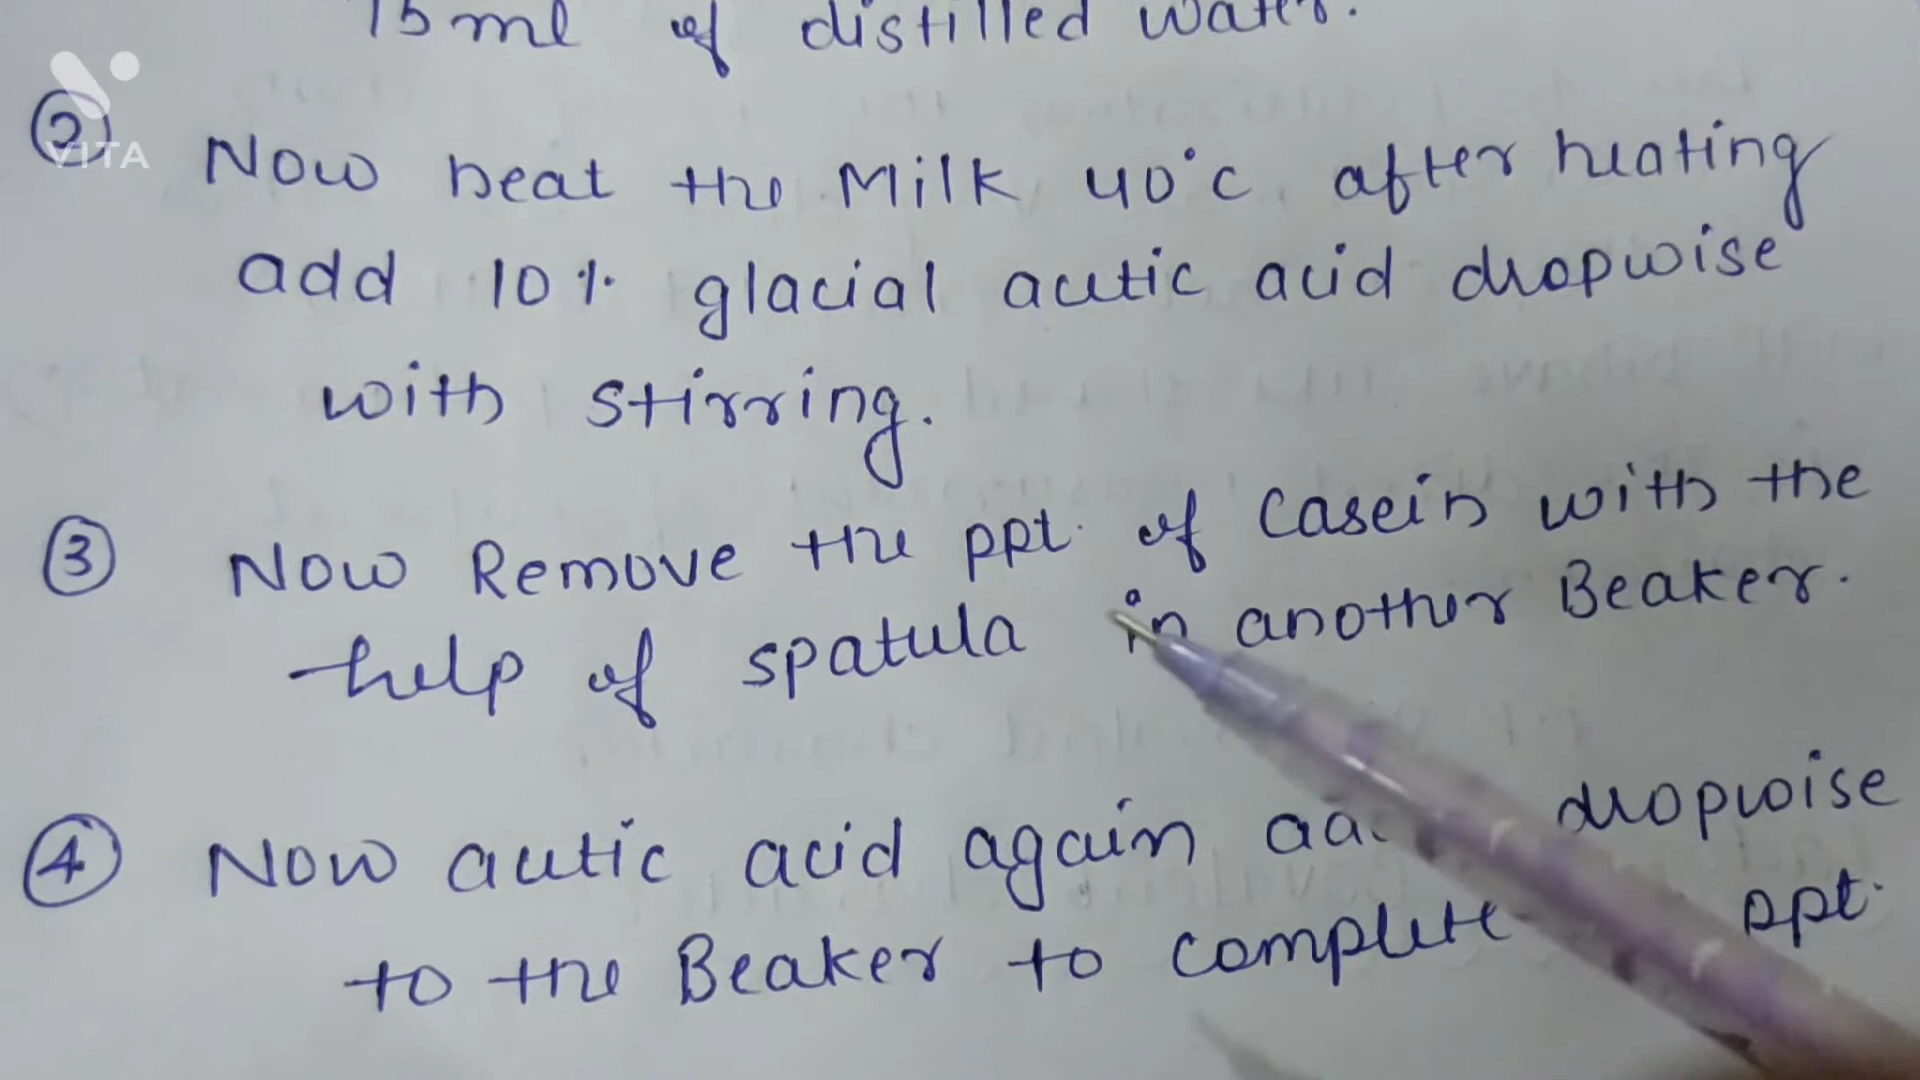 15 ml of distilled water.
VITA
② Now heat the Milk 40°c after heating
add 10% glacial acetic acid dropwise
with stirring.
③ Now Remove the ppt. of Casein with the
help of spatula in another Beaker.
④ Now acetic acid again dropwise
to the Beaker to complete ppt.